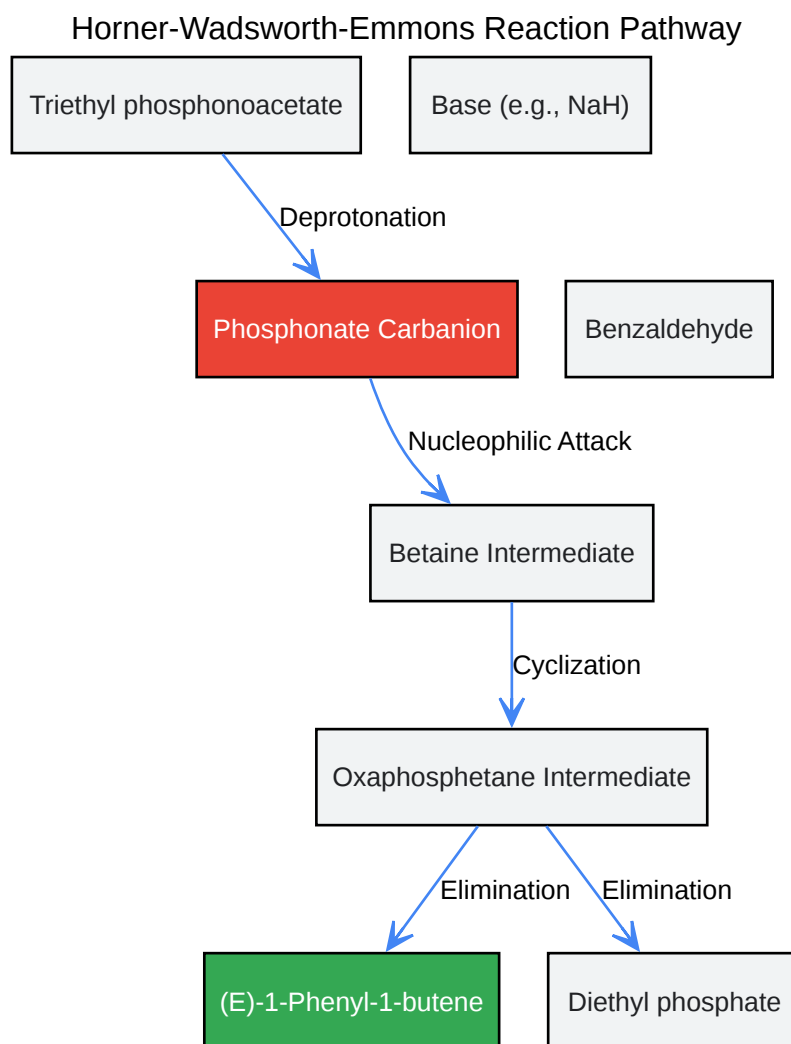 Horner-Wadsworth-Emmons Reaction Pathway
Triethyl phosphonoacetate
Base (e.g., NaH)
Deprotonation
Phosphonate Carbanion
Benzaldehyde
Nucleophilic Attack
Betaine Intermediate
Cyclization
Oxaphosphetane Intermediate
Elimination
Elimination
(E)-1-Phenyl-1-butene
Diethyl phosphate